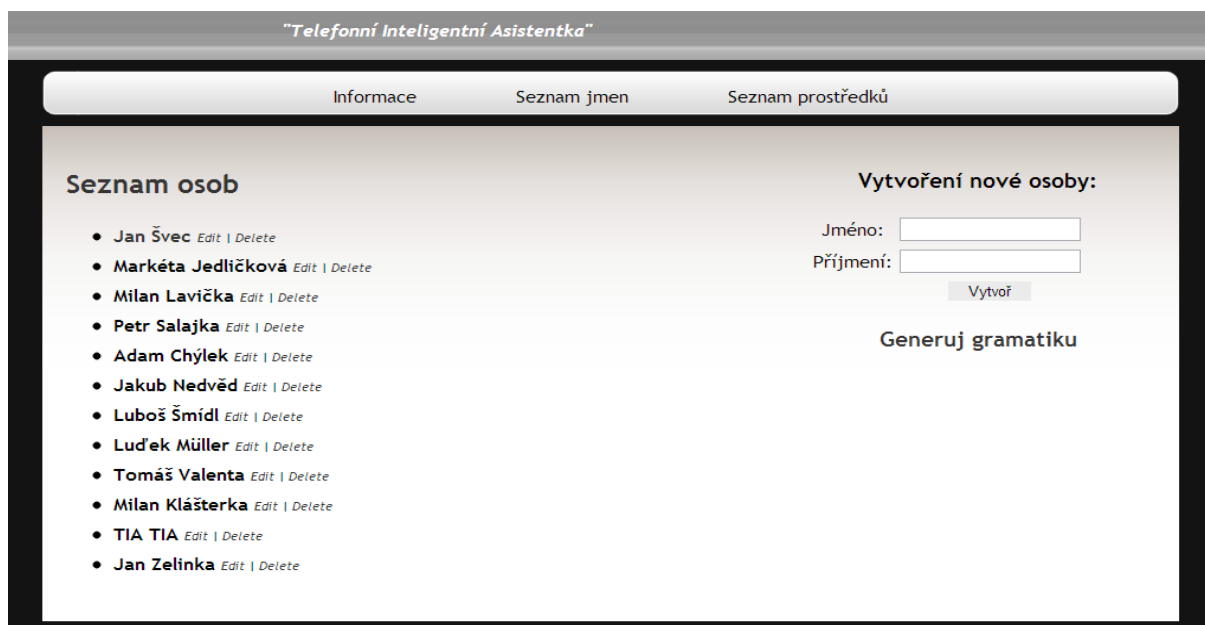 "Telefonní Inteligentní Asistentka"
Informace Seznam jmen Seznam prostředků
Seznam osob
Jan Švec Edit | Delete
Markéta Jedličková Edit | Delete
Milan Lavička Edit | Delete
Petr Salajka Edit | Delete
Adam Chýlek Edit | Delete
Jakub Nedvěd Edit | Delete
Luboš Šmídl Edit | Delete
Luďek Müller Edit | Delete
Tomáš Valenta Edit | Delete
Milan Klášterka Edit | Delete
TIA TIA Edit | Delete
Jan Zelinka Edit | Delete
Vytvoření nové osoby:
Jméno:
Příjmení:
Vytvoř
Generuj gramatiku